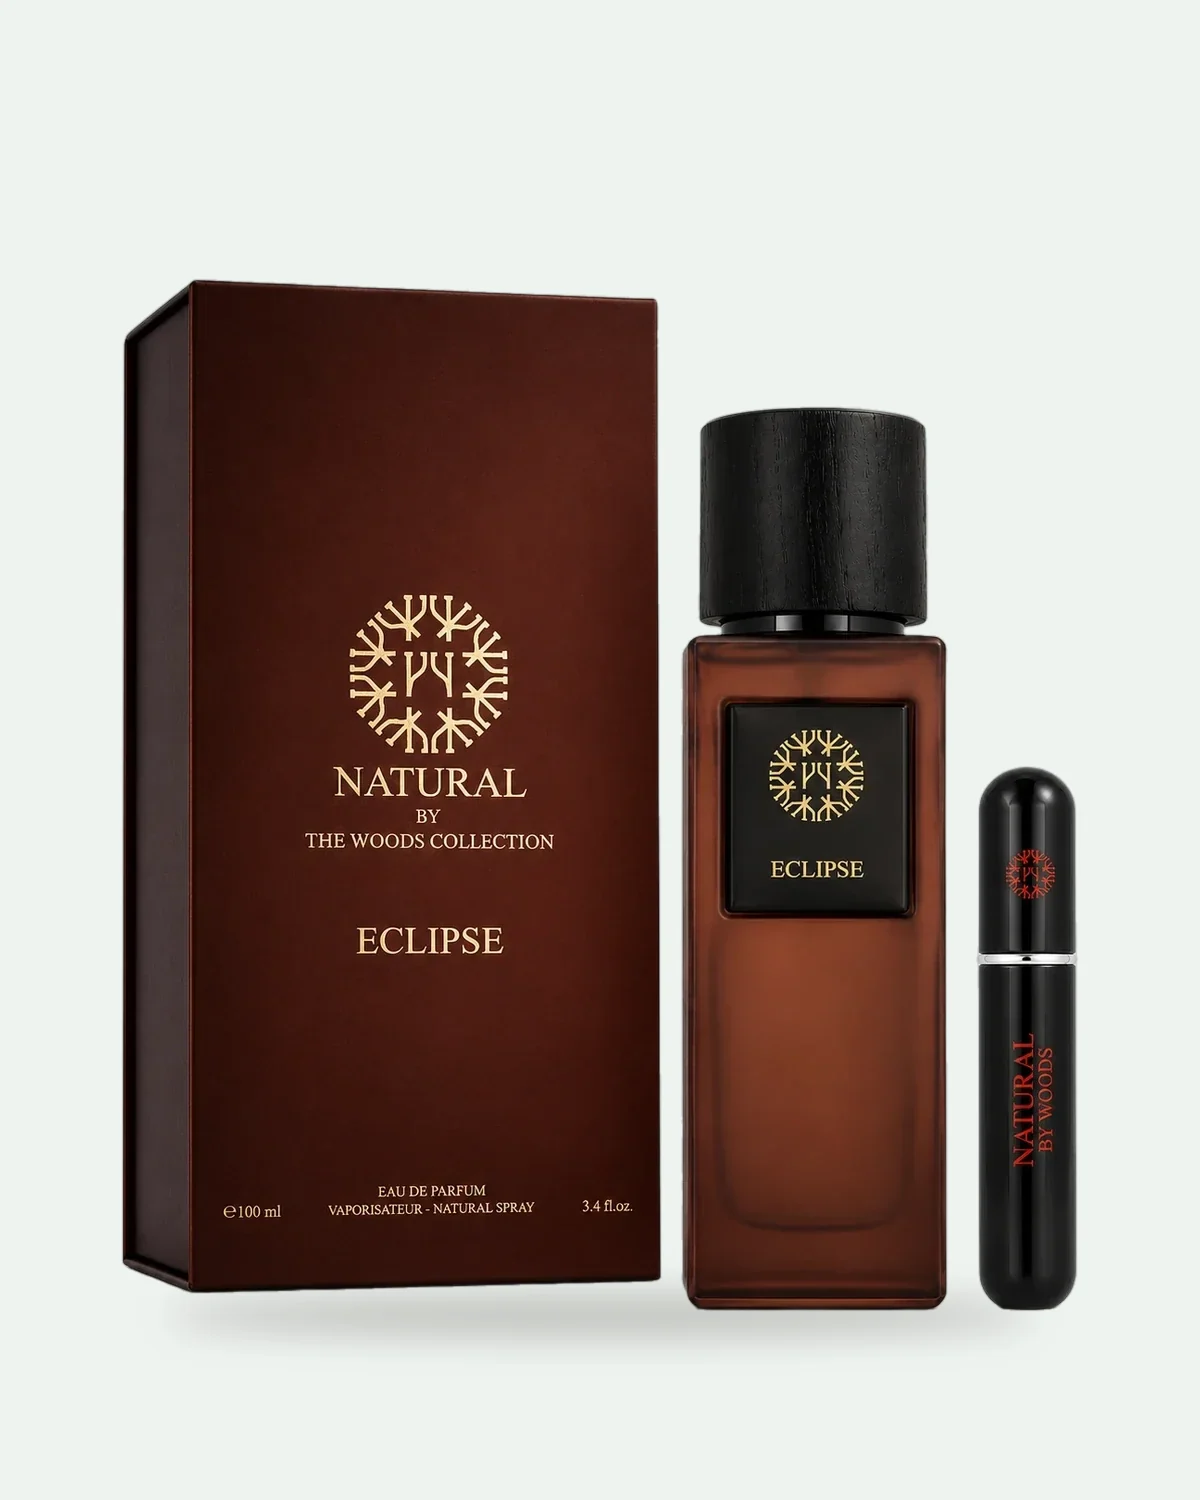 NATURAL
BY
THE WOODS COLLECTION
ECLIPSE
EAU DE PARFUM
VAPORISATEUR - NATURAL SPRAY
℮100 ml
3.4 fl.oz.
ECLIPSE
NATURAL
BY WOODS